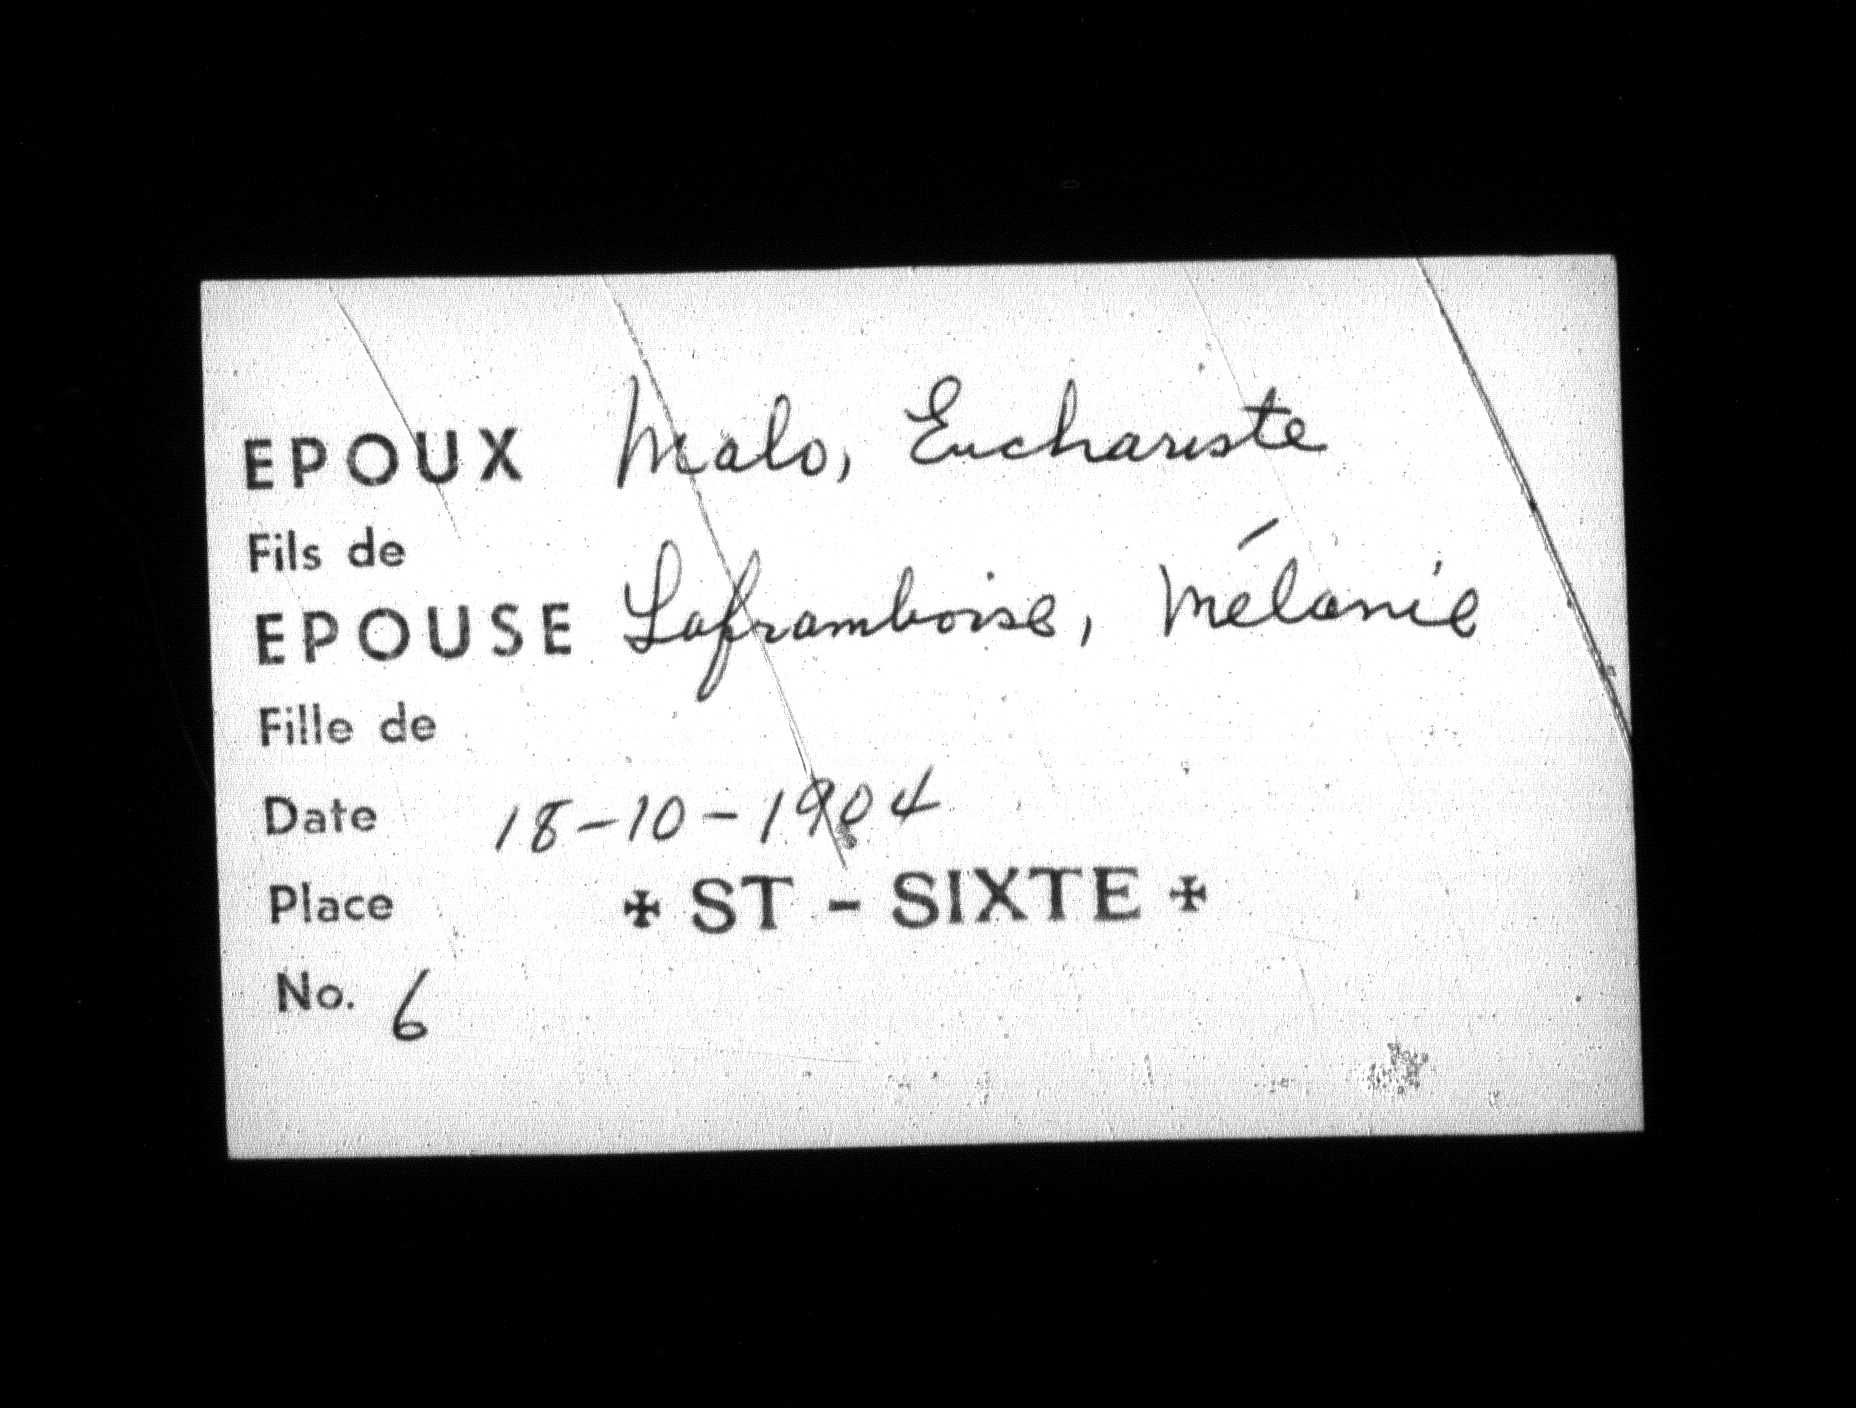 EPOUX Malo, Euchariste
Fils de
EPOUSE Laframboise, Mélanie
Fille de
Date 18-10-1904
Place ✠ ST - SIXTE ✠
No. 6